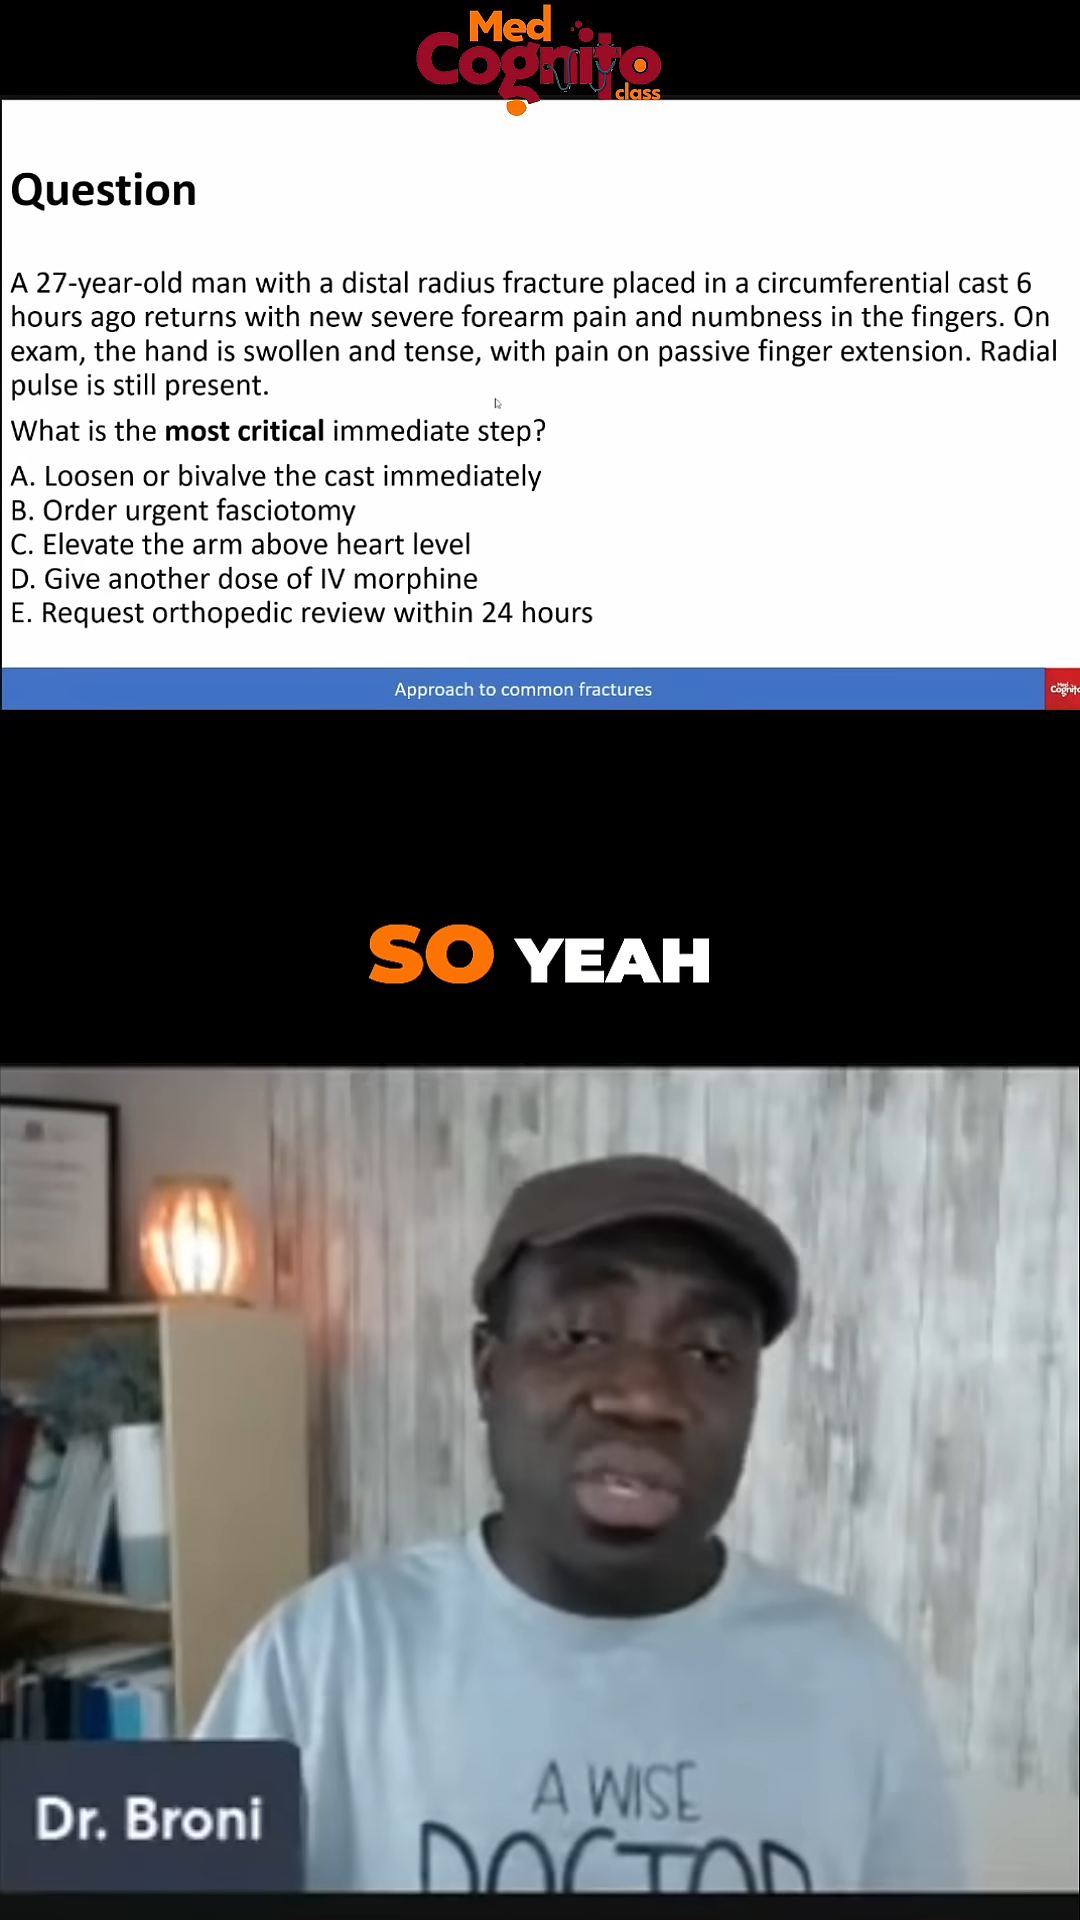 Med
Cognito
class
Question
A 27-year-old man with a distal radius fracture placed in a circumferential cast 6
hours ago returns with new severe forearm pain and numbness in the fingers. On
exam, the hand is swollen and tense, with pain on passive finger extension. Radial
pulse is still present.
What is the most critical immediate step?
A. Loosen or bivalve the cast immediately
B. Order urgent fasciotomy
C. Elevate the arm above heart level
D. Give another dose of IV morphine
E. Request orthopedic review within 24 hours
Approach to common fractures
Med
Cognito
SO YEAH
A WISE
DOCTOR
Dr. Broni